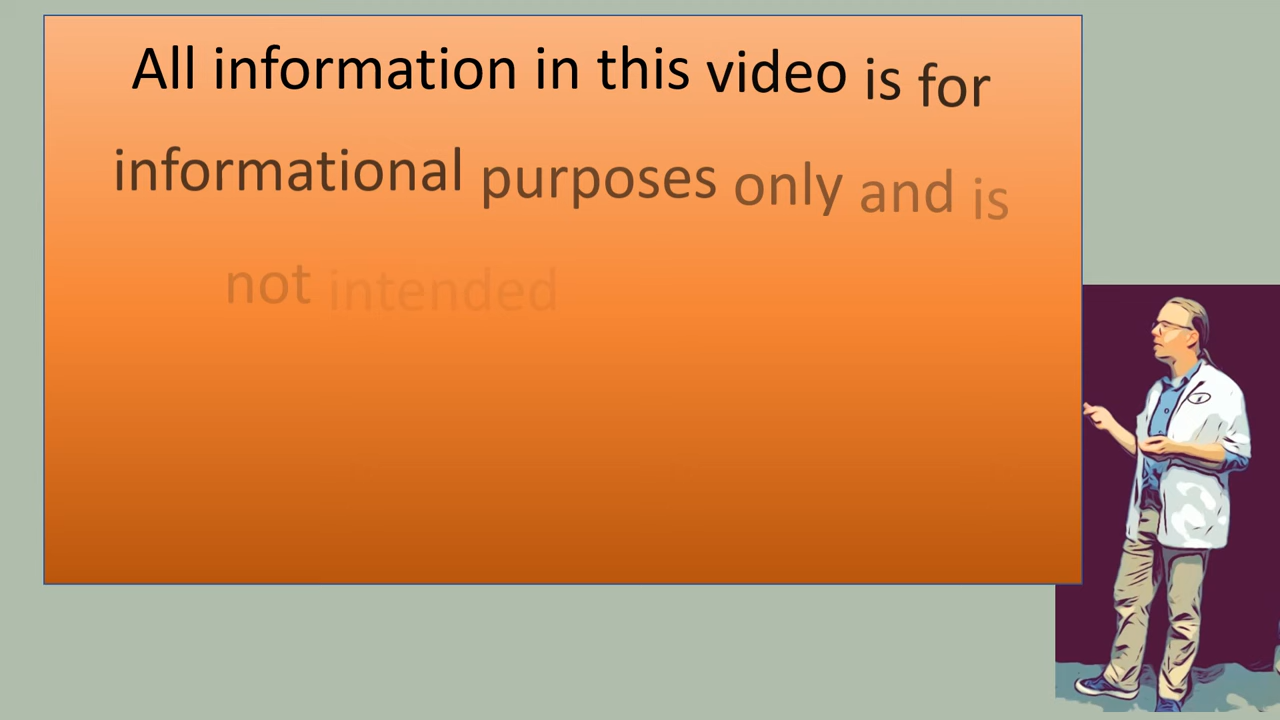 All information in this video is for
informational purposes only and is
not intended